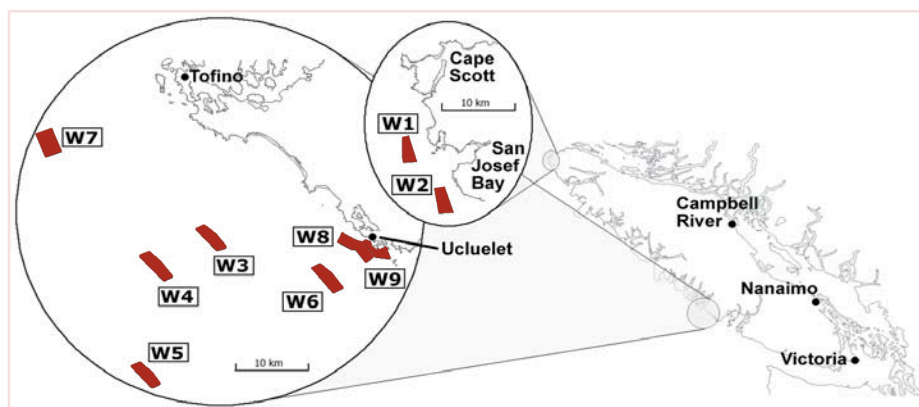 Tofino
W7
W3
W4
W5
10 km
W8
W6
W9
Ucluelet
Cape
Scott
10 km
W1
San
Josef
Bay
W2
Campbell
River
Nanaimo
Victoria